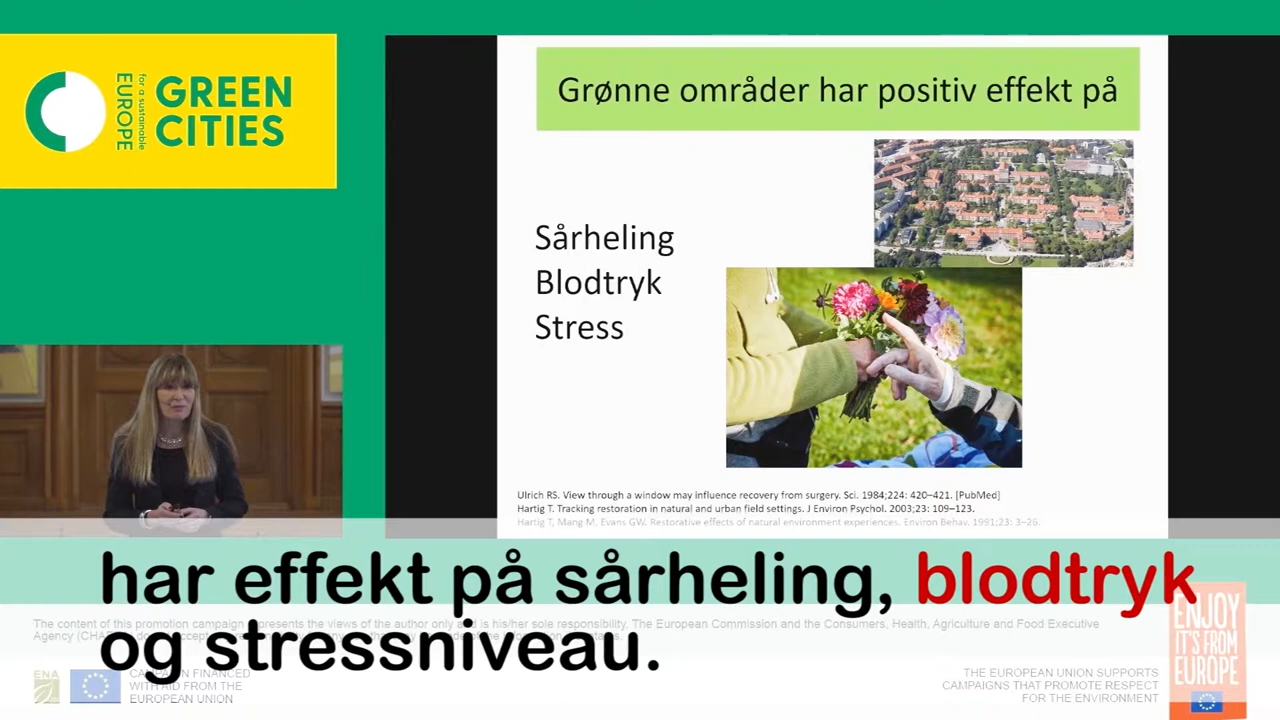 EUROPE
for a sustainable
GREEN
CITIES
Grønne områder har positiv effekt på
Sårheling
Blodtryk
Stress
Ulrich RS. View through a window may influence recovery from surgery. Sci. 1984;224: 420–421. [PubMed]
Hartig T. Tracking restoration in natural and urban field settings. J Environ Psychol. 2003;23: 109–123.
Hartig T, Mang M, Evans GW. Restorative effects of natural environment experiences. Environ Behav. 1991;23: 3–26.
har effekt på sårheling, blodtryk
og stressniveau.
The content of this promotion campaign represents the views of the author only and is his/her sole responsibility. The European Commission and the Consumers, Health, Agriculture and Food Executive
Agency
ENA
CAMPAIGN FINANCED
WITH AID FROM THE
EUROPEAN UNION
THE EUROPEAN UNION SUPPORTS
CAMPAIGNS THAT PROMOTE RESPECT
FOR THE ENVIRONMENT
ENJOY
IT'S FROM
EUROPE